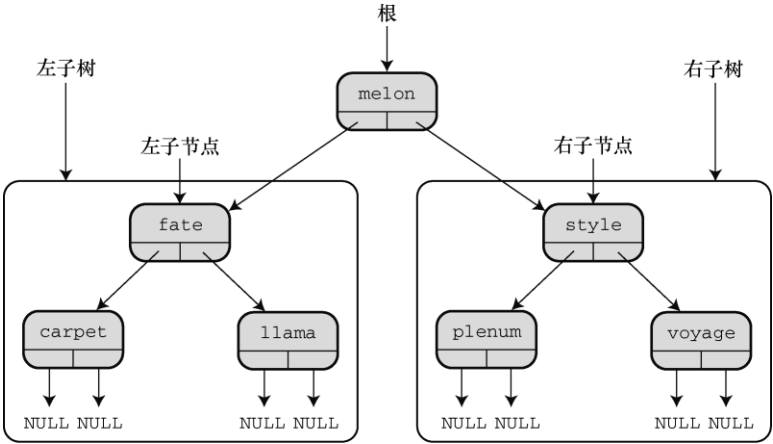 根
左子树
右子树
melon
左子节点
右子节点
fate
style
carpet
llama
plenum
voyage
NULL NULL NULL NULL NULL NULL NULL NULL